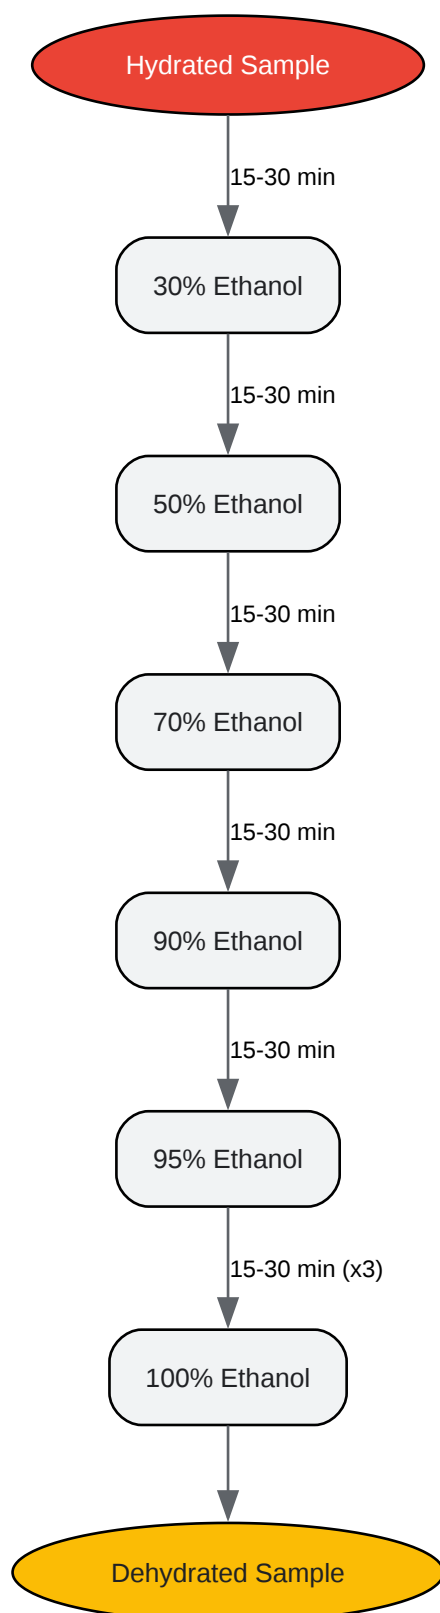 Hydrated Sample
15-30 min
30% Ethanol
15-30 min
50% Ethanol
15-30 min
70% Ethanol
15-30 min
90% Ethanol
15-30 min
95% Ethanol
15-30 min (x3)
100% Ethanol
Dehydrated Sample